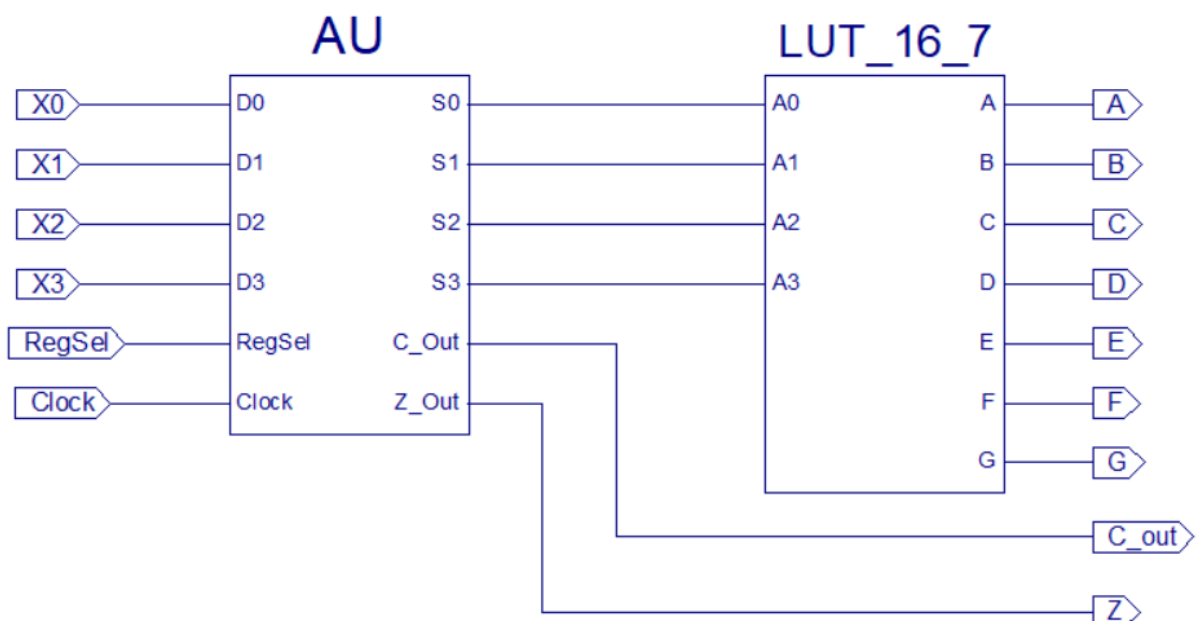 AU
LUT_16_7
X0 D0 S0 A0 A A
X1 D1 S1 A1 B B
X2 D2 S2 A2 C C
X3 D3 S3 A3 D D
RegSel RegSel C_Out E E
Clock Clock Z_Out F F
G G
C_out
Z